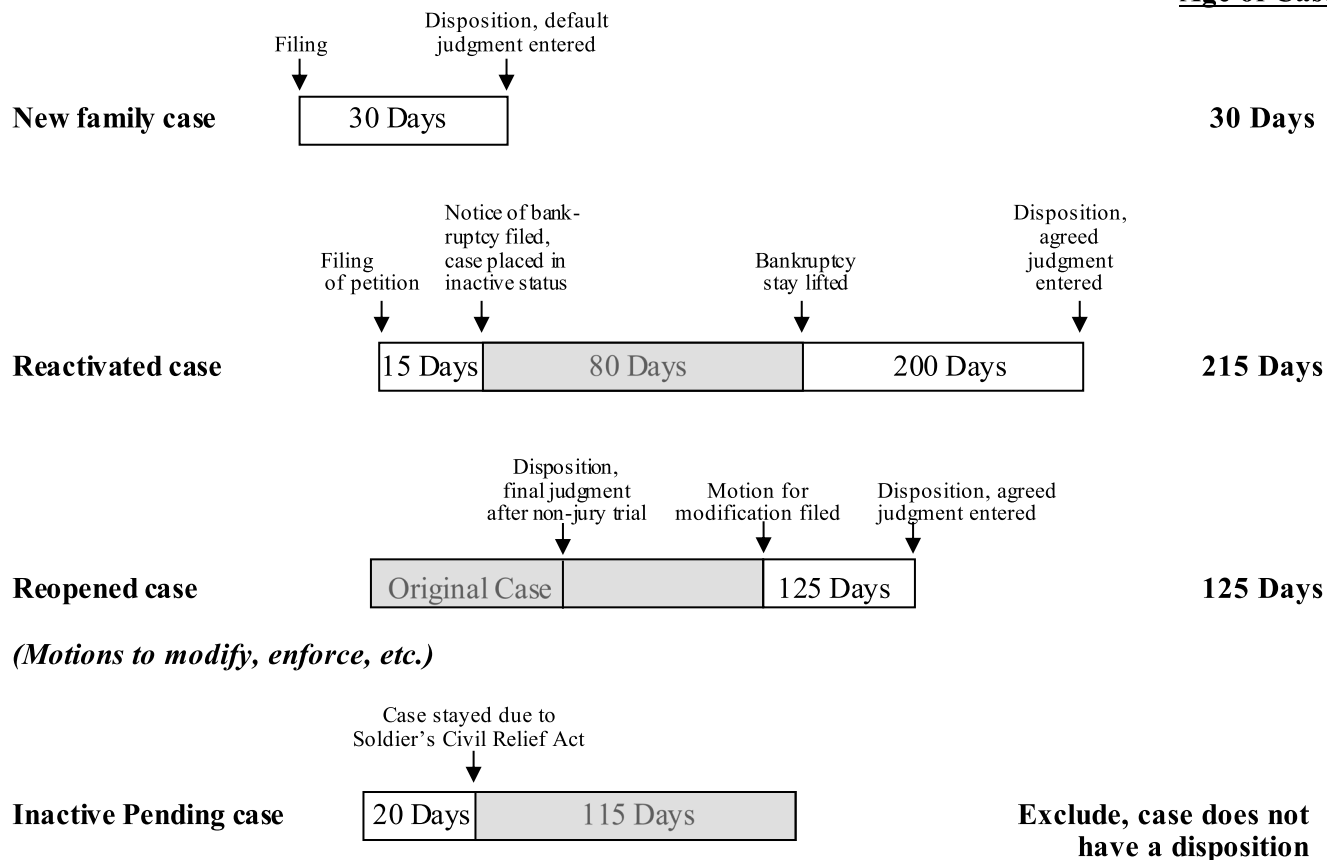 Filing
Disposition, default
judgment entered
New family case
30 Days
30 Days
Filing
of petition
Notice of bank-
ruptcy filed,
case placed in
inactive status
Bankruptcy
stay lifted
Disposition,
agreed
judgment
entered
Reactivated case
15 Days
80 Days
200 Days
215 Days
Disposition,
final judgment
after non-jury trial
Motion for
modification filed
Disposition, agreed
judgment entered
Reopened case
Original Case
125 Days
125 Days
(Motions to modify, enforce, etc.)
Case stayed due to
Soldier's Civil Relief Act
Inactive Pending case
20 Days
115 Days
Exclude, case does not
have a disposition